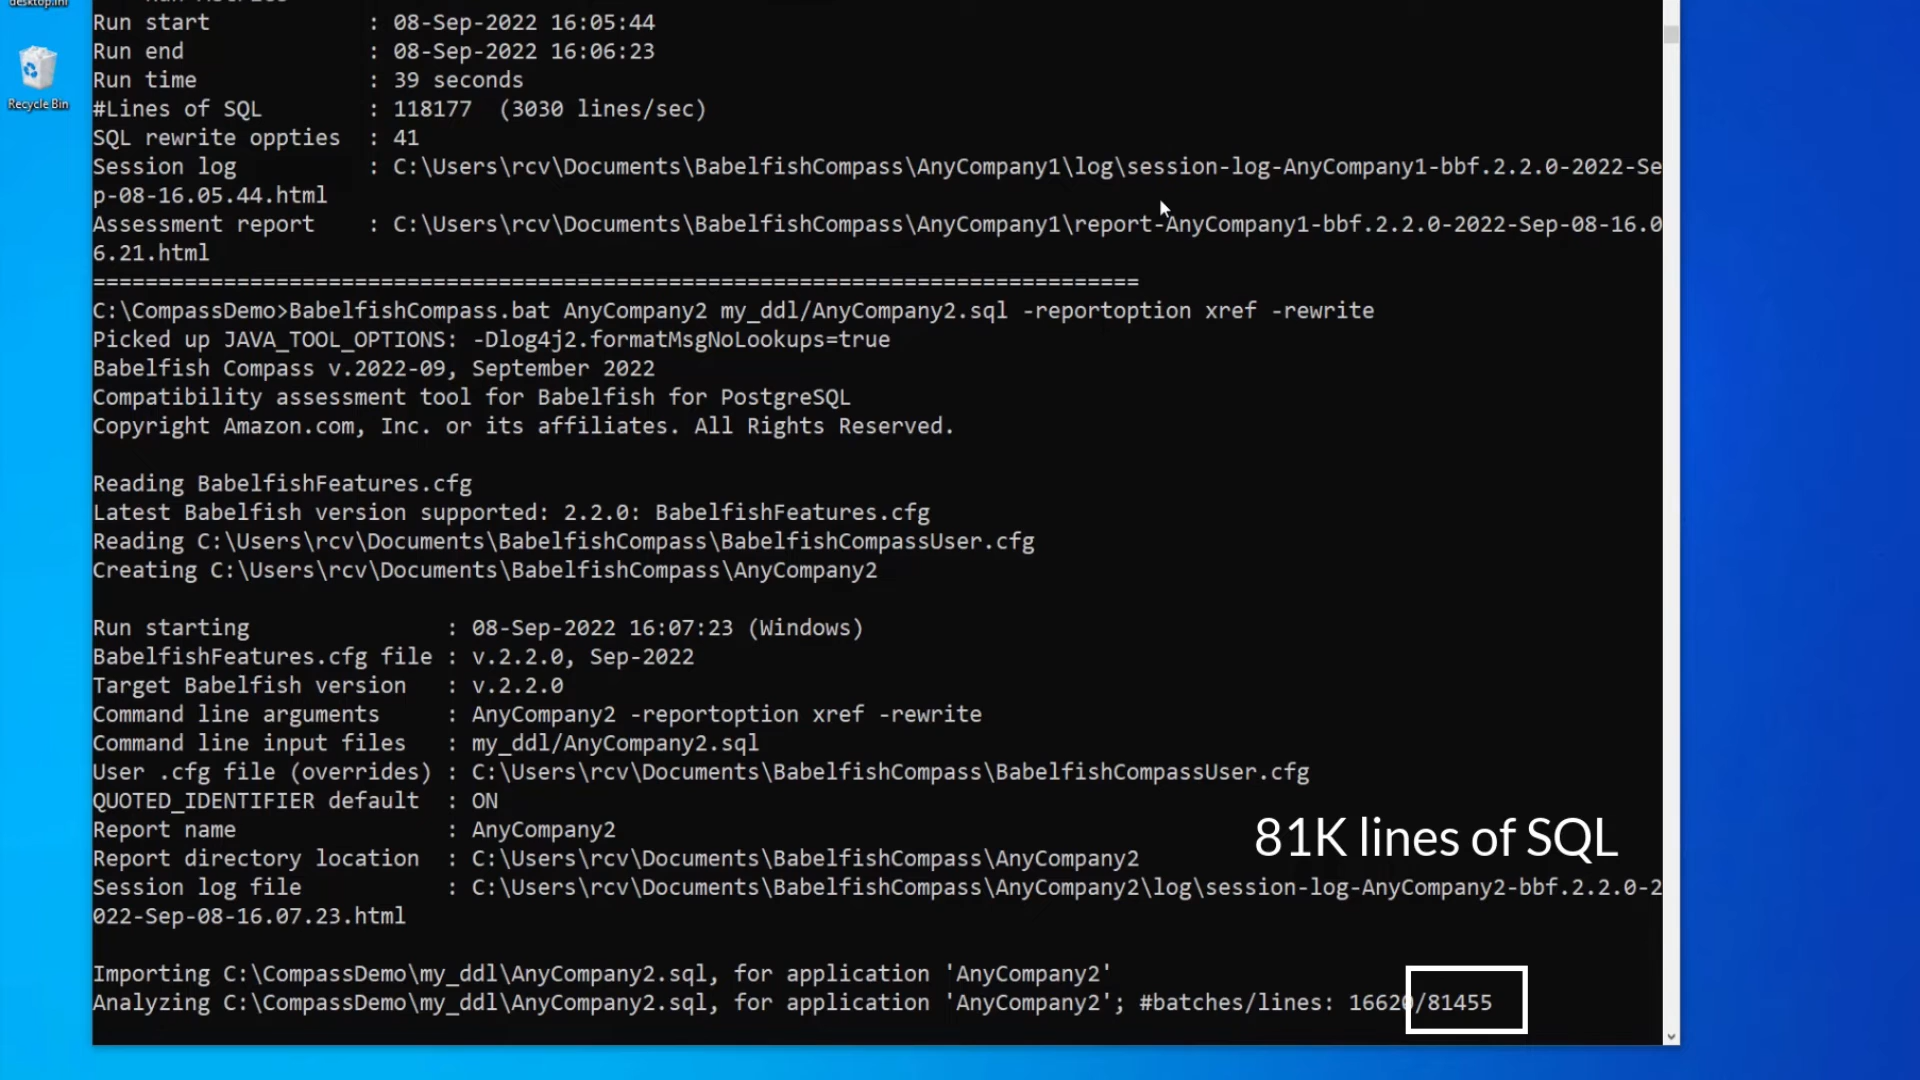 Recycle Bin
Run start : 08-Sep-2022 16:05:44
Run end : 08-Sep-2022 16:06:23
Run time : 39 seconds
#Lines of SQL : 118177 (3030 lines/sec)
SQL rewrite oppties : 41
Session log : C:\Users\rcv\Documents\BabelfishCompass\AnyCompany1\log\session-log-AnyCompany1-bbf.2.2.0-2022-Se
p-08-16.05.44.html
Assessment report : C:\Users\rcv\Documents\BabelfishCompass\AnyCompany1\report-AnyCompany1-bbf.2.2.0-2022-Sep-08-16.0
6.21.html
================================================================================
C:\CompassDemo>BabelfishCompass.bat AnyCompany2 my_ddl/AnyCompany2.sql -reportoption xref -rewrite
Picked up JAVA_TOOL_OPTIONS: -Dlog4j2.formatMsgNoLookups=true
Babelfish Compass v.2022-09, September 2022
Compatibility assessment tool for Babelfish for PostgreSQL
Copyright Amazon.com, Inc. or its affiliates. All Rights Reserved.
Reading BabelfishFeatures.cfg
Latest Babelfish version supported: 2.2.0: BabelfishFeatures.cfg
Reading C:\Users\rcv\Documents\BabelfishCompass\BabelfishCompassUser.cfg
Creating C:\Users\rcv\Documents\BabelfishCompass\AnyCompany2
Run starting : 08-Sep-2022 16:07:23 (Windows)
BabelfishFeatures.cfg file : v.2.2.0, Sep-2022
Target Babelfish version : v.2.2.0
Command line arguments : AnyCompany2 -reportoption xref -rewrite
Command line input files : my_ddl/AnyCompany2.sql
User .cfg file (overrides) : C:\Users\rcv\Documents\BabelfishCompass\BabelfishCompassUser.cfg
QUOTED_IDENTIFIER default : ON
Report name : AnyCompany2
81K lines of SQL
Report directory location : C:\Users\rcv\Documents\BabelfishCompass\AnyCompany2
Session log file : C:\Users\rcv\Documents\BabelfishCompass\AnyCompany2\log\session-log-AnyCompany2-bbf.2.2.0-2
022-Sep-08-16.07.23.html
Importing C:\CompassDemo\my_ddl\AnyCompany2.sql, for application 'AnyCompany2'
Analyzing C:\CompassDemo\my_ddl\AnyCompany2.sql, for application 'AnyCompany2'; #batches/lines: 16620/81455